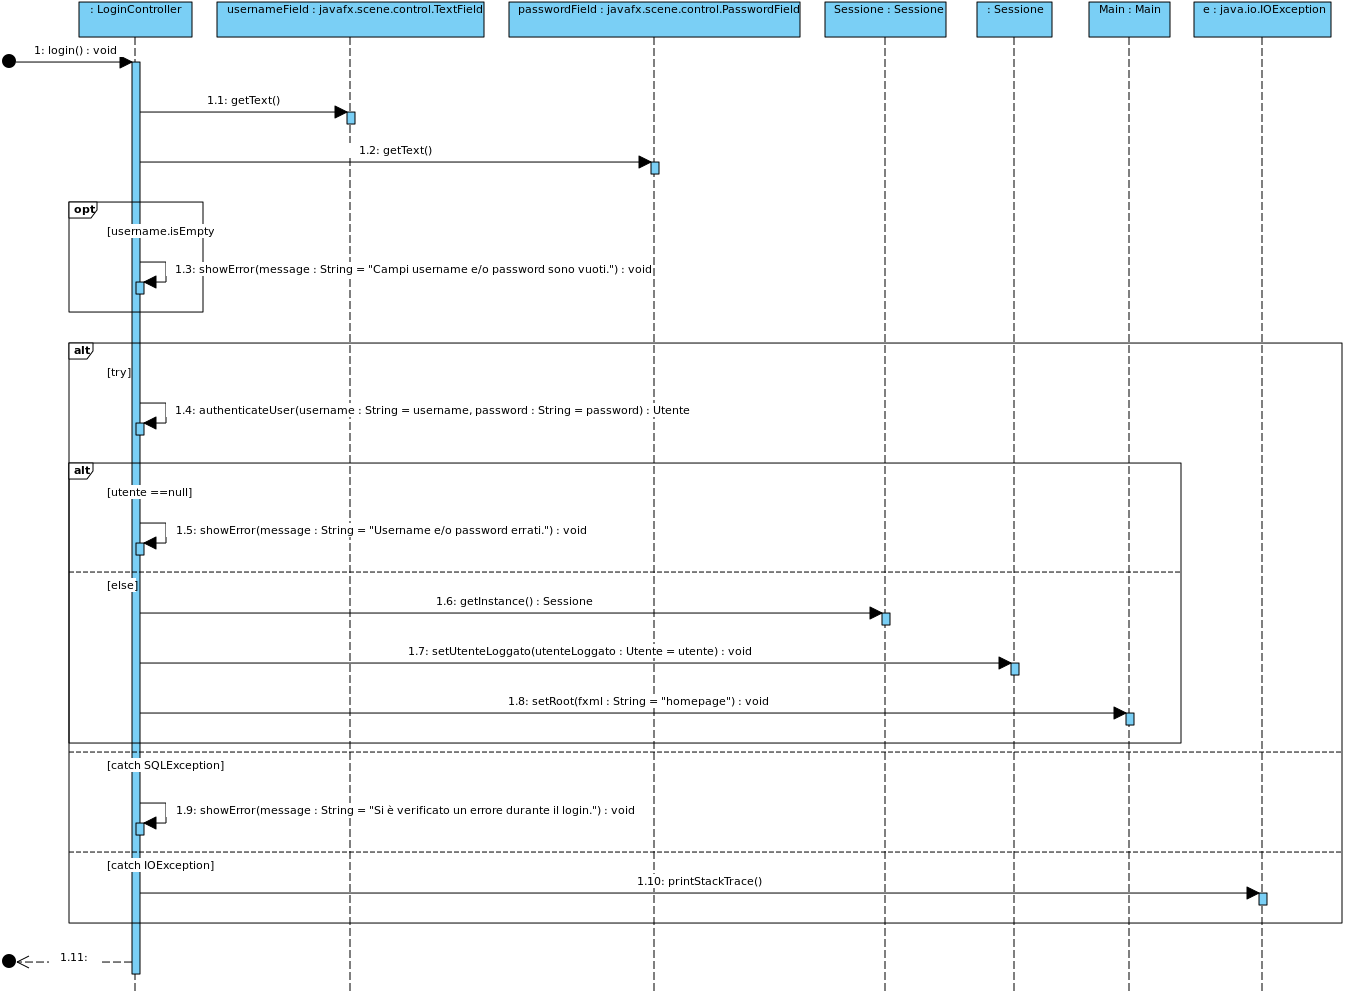 : LoginController
usernameField : javafx.scene.control.TextField
passwordField : javafx.scene.control.PasswordField
Sessione : Sessione
: Sessione
Main : Main
e : java.io.IOException
1: login() : void
1.1: getText()
1.2: getText()
opt
[username.isEmpty
1.3: showError(message : String = "Campi username e/o password sono vuoti.") : void
alt
[try]
1.4: authenticateUser(username : String = username, password : String = password) : Utente
alt
[utente ==null]
1.5: showError(message : String = "Username e/o password errati.") : void
[else]
1.6: getInstance() : Sessione
1.7: setUtenteLoggato(utenteLoggato : Utente = utente) : void
1.8: setRoot(fxml : String = "homepage") : void
[catch SQLException]
1.9: showError(message : String = "Si è verificato un errore durante il login.") : void
[catch IOException]
1.10: printStackTrace()
1.11: